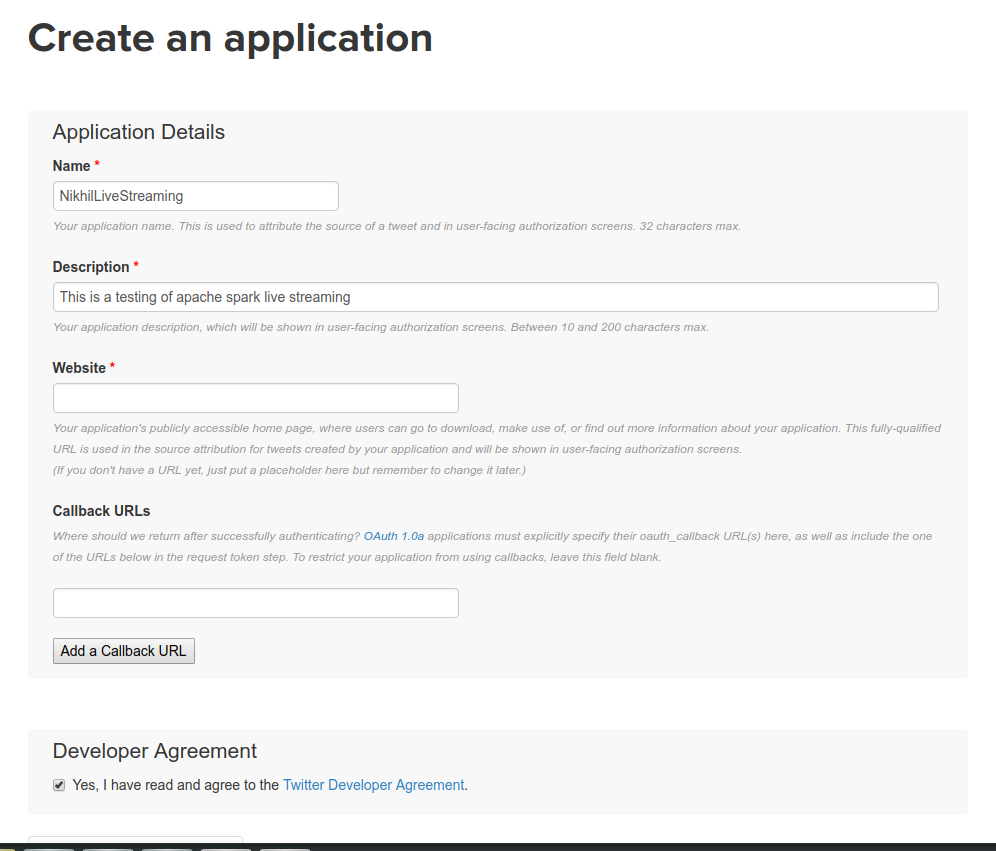 Create an application
Application Details
Name *
NikhilLiveStreaming
Your application name. This is used to attribute the source of a tweet and in user-facing authorization screens. 32 characters max.
Description *
This is a testing of apache spark live streaming
Your application description, which will be shown in user-facing authorization screens. Between 10 and 200 characters max.
Website *
Your application's publicly accessible home page, where users can go to download, make use of, or find out more information about your application. This fully-qualified
URL is used in the source attribution for tweets created by your application and will be shown in user-facing authorization screens.
(If you don't have a URL yet, just put a placeholder here but remember to change it later.)
Callback URLs
Where should we return after successfully authenticating? OAuth 1.0a applications must explicitly specify their oauth_callback URL(s) here, as well as include the one
of the URLs below in the request token step. To restrict your application from using callbacks, leave this field blank.
Add a Callback URL
Developer Agreement
Yes, I have read and agree to the Twitter Developer Agreement.